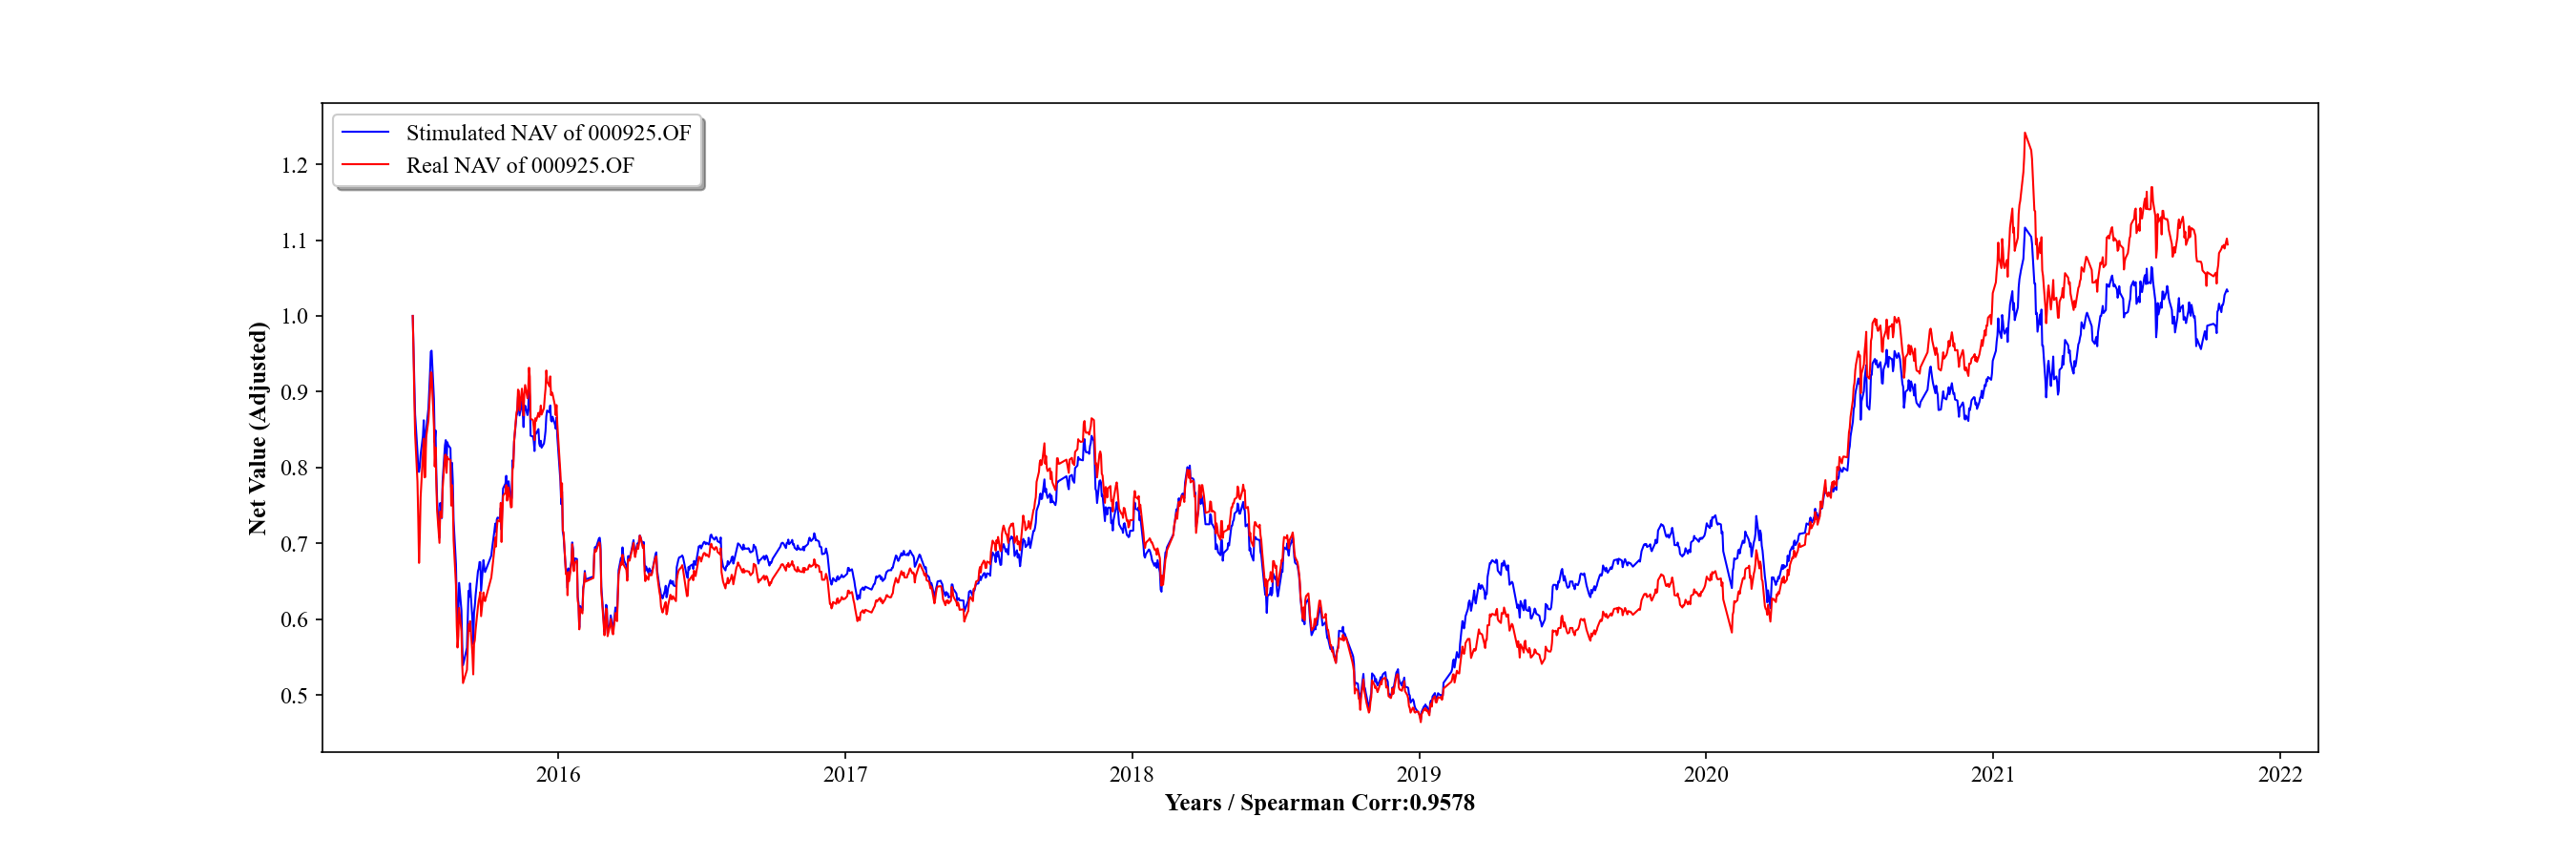 Stimulated NAV of 000925.OF
Real NAV of 000925.OF
1.2
1.1
1.0
0.9
0.8
0.7
0.6
0.5
Net Value (Adjusted)
2016 2017 2018 2019 2020 2021 2022
Years / Spearman Corr:0.9578